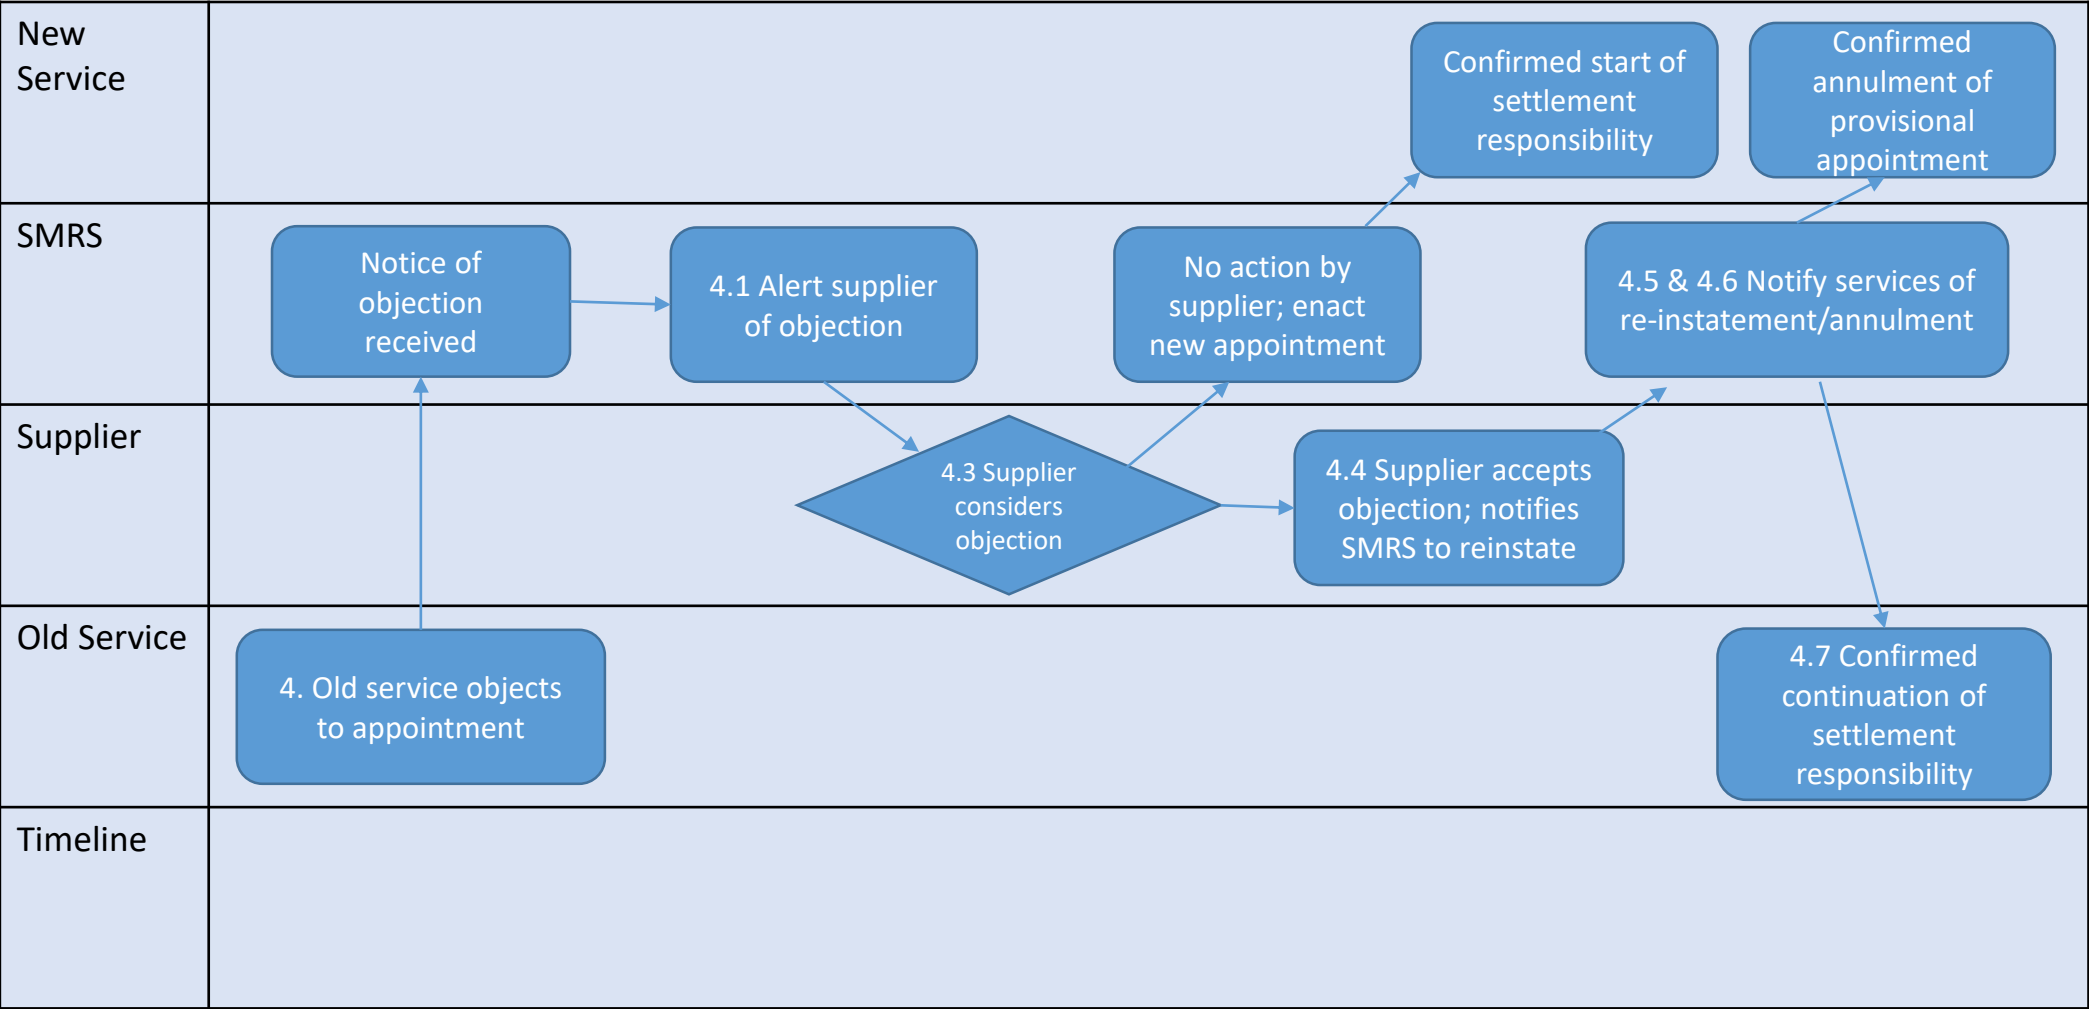 New
Service
Confirmed start of
settlement
responsibility
Confirmed
annulment of
provisional
appointment
SMRS
Notice of
objection
received
4.1 Alert supplier
of objection
No action by
supplier; enact
new appointment
4.5 & 4.6 Notify services of
re-instatement/annulment
Supplier
4.3 Supplier
considers
objection
4.4 Supplier accepts
objection; notifies
SMRS to reinstate
Old Service
4. Old service objects
to appointment
4.7 Confirmed
continuation of
settlement
responsibility
Timeline